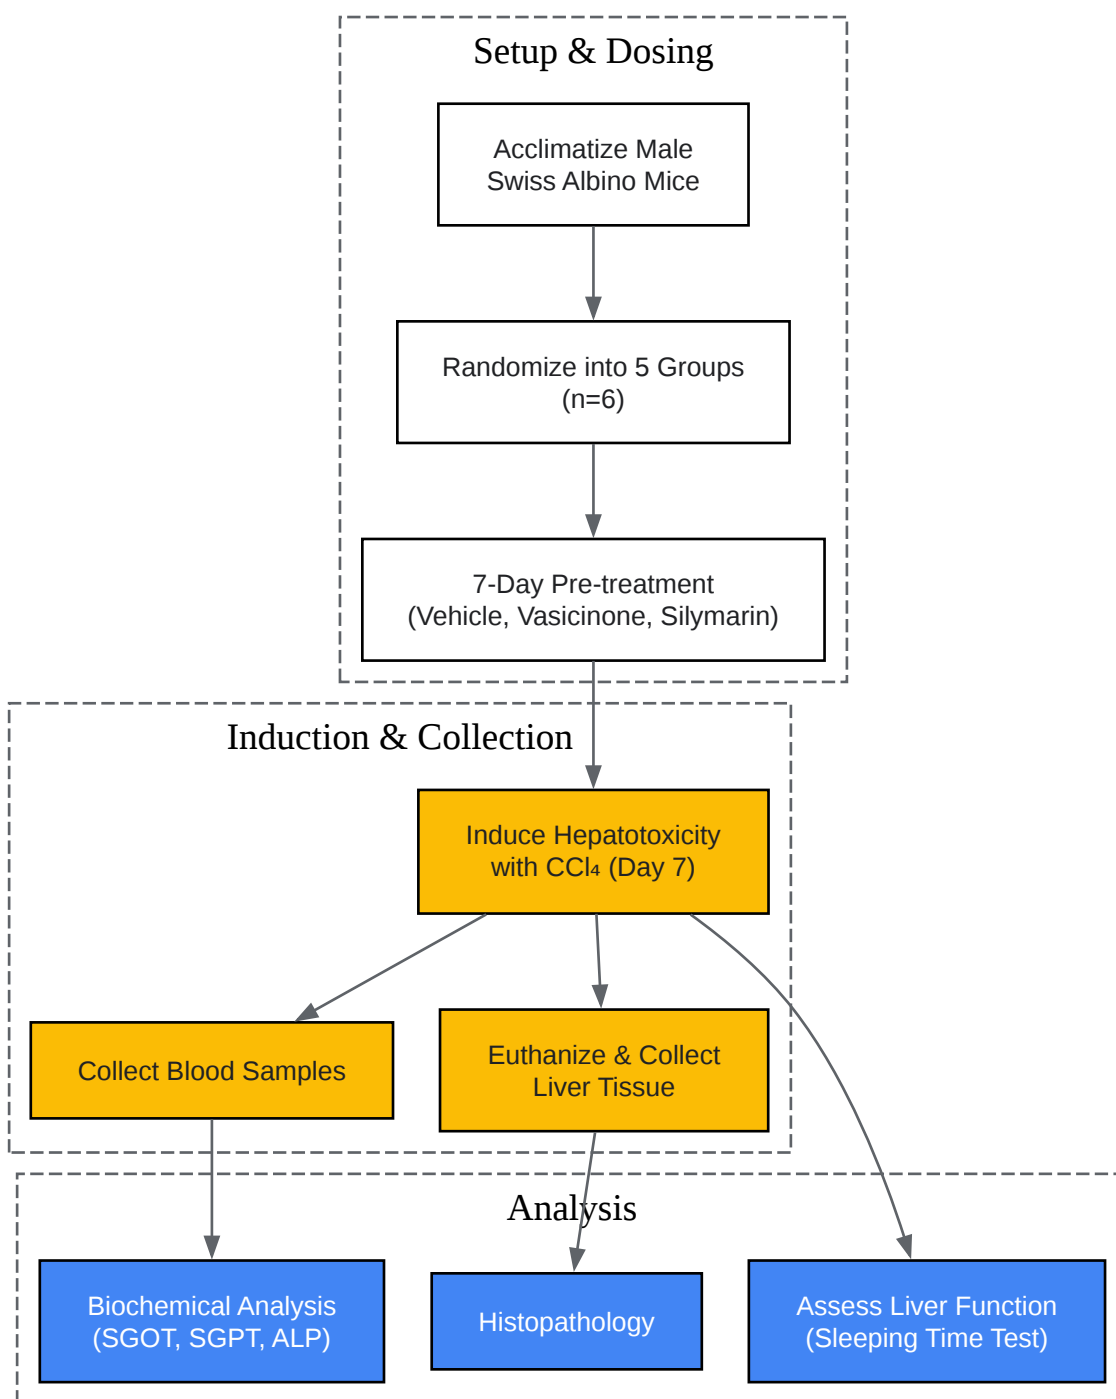 Setup & Dosing
Acclimatize Male
Swiss Albino Mice
Randomize into 5 Groups
(n=6)
7-Day Pre-treatment
(Vehicle, Vasicinone, Silymarin)
Induction & Collection
Induce Hepatotoxicity
with CCl₄ (Day 7)
Collect Blood Samples
Euthanize & Collect
Liver Tissue
Analysis
Biochemical Analysis
(SGOT, SGPT, ALP)
Histopathology
Assess Liver Function
(Sleeping Time Test)